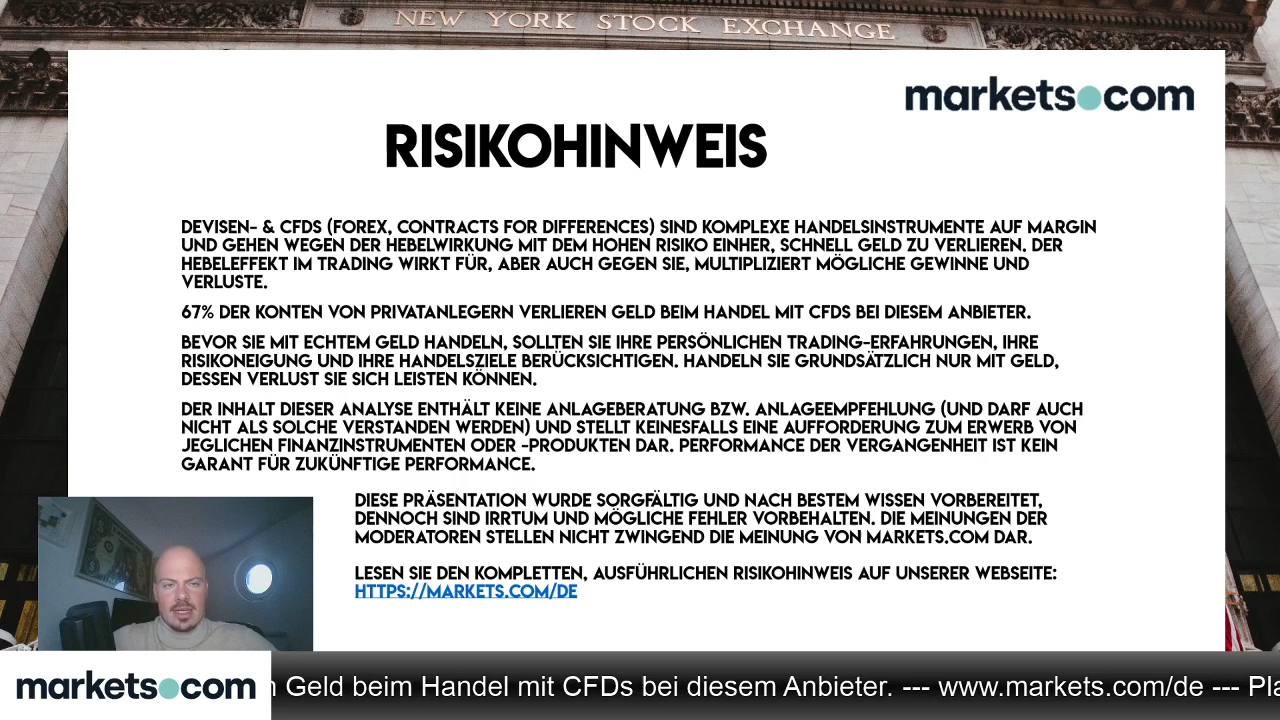 NEW YORK STOCK EXCHANGE
markets.com
RISIKOHINWEIS
DEVISEN- & CFDS (FOREX, CONTRACTS FOR DIFFERENCES) SIND KOMPLEXE HANDELSINSTRUMENTE AUF MARGIN
UND GEHEN WEGEN DER HEBELWIRKUNG MIT DEM HOHEN RISIKO EINHER, SCHNELL GELD ZU VERLIEREN. DER
HEBELEFFEKT IM TRADING WIRKT FÜR, ABER AUCH GEGEN SIE, MULTIPLIZIERT MÖGLICHE GEWINNE UND
VERLUSTE.
67% DER KONTEN VON PRIVATANLEGERN VERLIEREN GELD BEIM HANDEL MIT CFDS BEI DIESEM ANBIETER.
BEVOR SIE MIT ECHTEM GELD HANDELN, SOLLTEN SIE IHRE PERSÖNLICHEN TRADING-ERFAHRUNGEN, IHRE
RISIKONEIGUNG UND IHRE HANDELSZIELE BERÜCKSICHTIGEN. HANDELN SIE GRUNDSÄTZLICH NUR MIT GELD,
DESSEN VERLUST SIE SICH LEISTEN KÖNNEN.
DER INHALT DIESER ANALYSE ENTHÄLT KEINE ANLAGEBERATUNG BZW. ANLAGEEMPFEHLUNG (UND DARF AUCH
NICHT ALS SOLCHE VERSTANDEN WERDEN) UND STELLT KEINESFALLS EINE AUFFORDERUNG ZUM ERWERB VON
JEGLICHEN FINANZINSTRUMENTEN ODER -PRODUKTEN DAR. PERFORMANCE DER VERGANGENHEIT IST KEIN
GARANT FÜR ZUKÜNFTIGE PERFORMANCE.
DIESE PRÄSENTATION WURDE SORGFÄLTIG UND NACH BESTEM WISSEN VORBEREITET,
DENNOCH SIND IRRTUM UND MÖGLICHE FEHLER VORBEHALTEN. DIE MEINUNGEN DER
MODERATOREN STELLEN NICHT ZWINGEND DIE MEINUNG VON MARKETS.COM DAR.
LESEN SIE DEN KOMPLETTEN, AUSFÜHRLICHEN RISIKOHINWEIS AUF UNSERER WEBSEITE:
HTTPS://MARKETS.COM/DE
markets.com
n Geld beim Handel mit CFDs bei diesem Anbieter. --- www.markets.com/de --- Pla